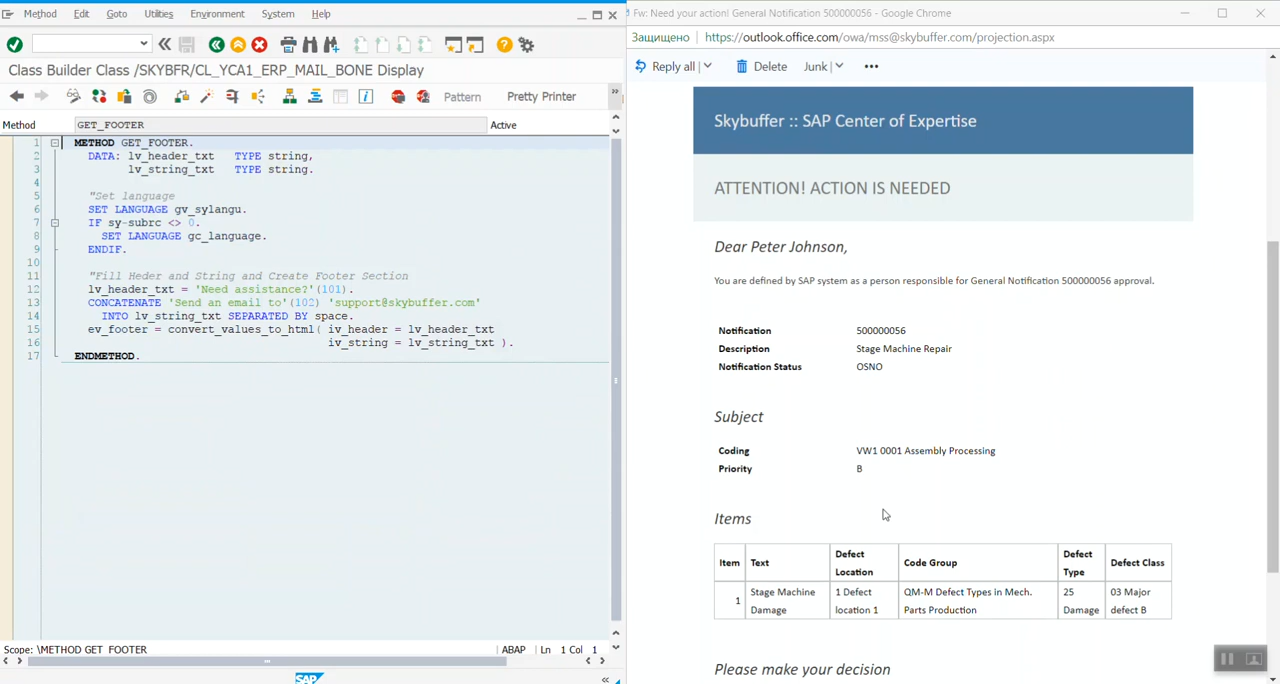 Method Edit Goto Utilities Environment System Help
Class Builder Class /SKYBFR/CL_YCA1_ERP_MAIL_BONE Display
Pattern Pretty Printer
Method GET_FOOTER Active
1 METHOD GET_FOOTER.
2 DATA: lv_header_txt TYPE string,
3 lv_string_txt TYPE string.
4
5 "Set language
6 SET LANGUAGE gv_sylangu.
7 IF sy-subrc <> 0.
8 SET LANGUAGE gc_language.
9 ENDIF.
10
11 "Fill Heder and String and Create Footer Section
12 lv_header_txt = 'Need assistance?'(101).
13 CONCATENATE 'Send an email to'(102) 'support@skybuffer.com'
14 INTO lv_string_txt SEPARATED BY space.
15 ev_footer = convert_values_to_html( iv_header = lv_header_txt
16 iv_string = lv_string_txt ).
17 ENDMETHOD.
Scope: \METHOD GET_FOOTER ABAP Ln 1 Col 1
SAP
Fw: Need your action! General Notification 500000056 - Google Chrome
Защищено https://outlook.office.com/owa/mss@skybuffer.com/projection.aspx
Reply all Delete Junk •••
Skybuffer :: SAP Center of Expertise
ATTENTION! ACTION IS NEEDED
Dear Peter Johnson,
You are defined by SAP system as a person responsible for General Notification 500000056 approval.
Notification 500000056
Description Stage Machine Repair
Notification Status OSNO
Subject
Coding VW1 0001 Assembly Processing
Priority B
Items
Item Text Defect Location Code Group Defect Type Defect Class
1 Stage Machine Damage 1 Defect location 1 QM-M Defect Types in Mech. Parts Production 25 Damage 03 Major defect B
Please make your decision